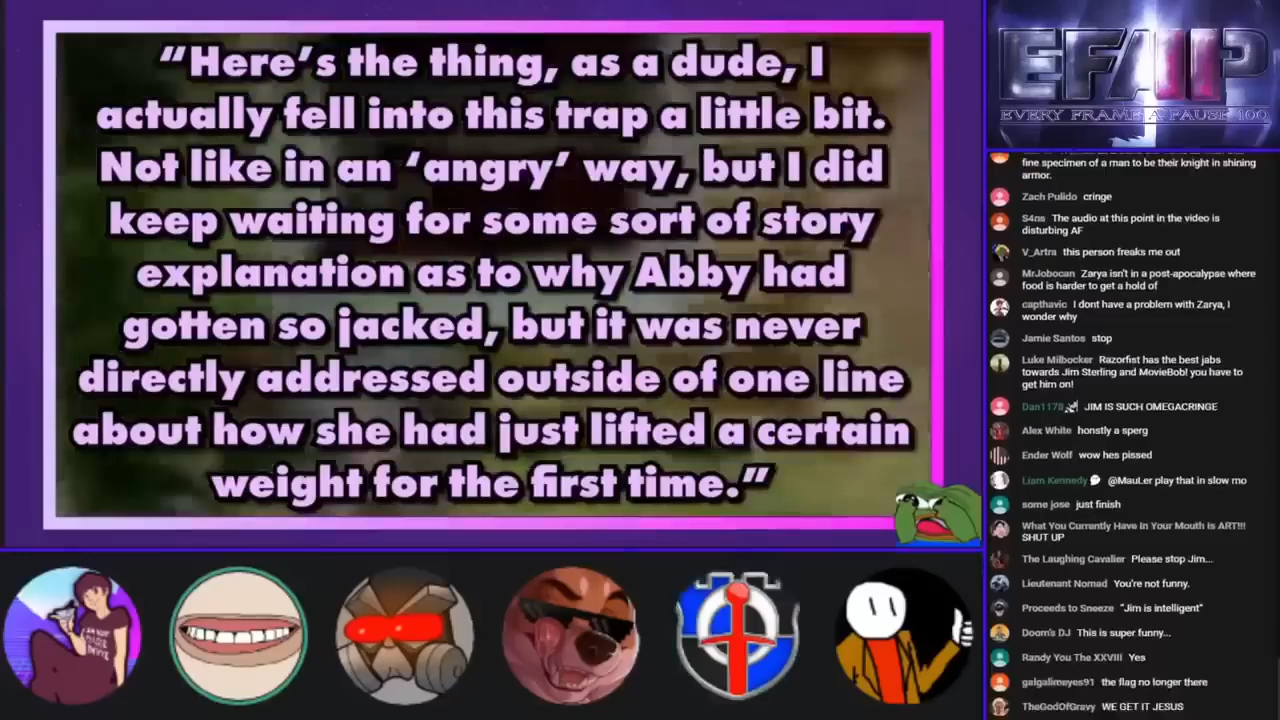 “Here’s the thing, as a dude, I
actually fell into this trap a little bit.
Not like in an ‘angry’ way, but I did
keep waiting for some sort of story
explanation as to why Abby had
gotten so jacked, but it was never
directly addressed outside of one line
about how she had just lifted a certain
weight for the first time.”
EFAP
EVERY FRAME A PAUSE 100
fine specimen of a man to be their knight in shining
armor.
Zach Pulido cringe
S4ns The audio at this point in the video is
disturbing AF
V_Artra this person freaks me out
MrJobocan Zarya isn't in a post-apocalypse where
food is harder to get a hold of
capthavic I dont have a problem with Zarya, I
wonder why
Jamie Santos stop
Luke Milbocker Razorfist has the best jabs
towards Jim Sterling and MovieBob! you have to
get him on!
Dan1178 JIM IS SUCH OMEGACRINGE
Alex White honstly a sperg
Ender Wolf wow hes pissed
Liam Kennedy @MauLer play that in slow mo
some jose just finish
What You Currently Have In Your Mouth is ART!!!
SHUT UP
The Laughing Cavalier Please stop Jim...
Lieutenant Nomad You're not funny.
Proceeds to Sneeze “Jim is intelligent”
Doom's DJ This is super funny...
Randy You The XXVIII Yes
galgalimeyes91 the flag no longer there
TheGodOfGravy WE GET IT JESUS